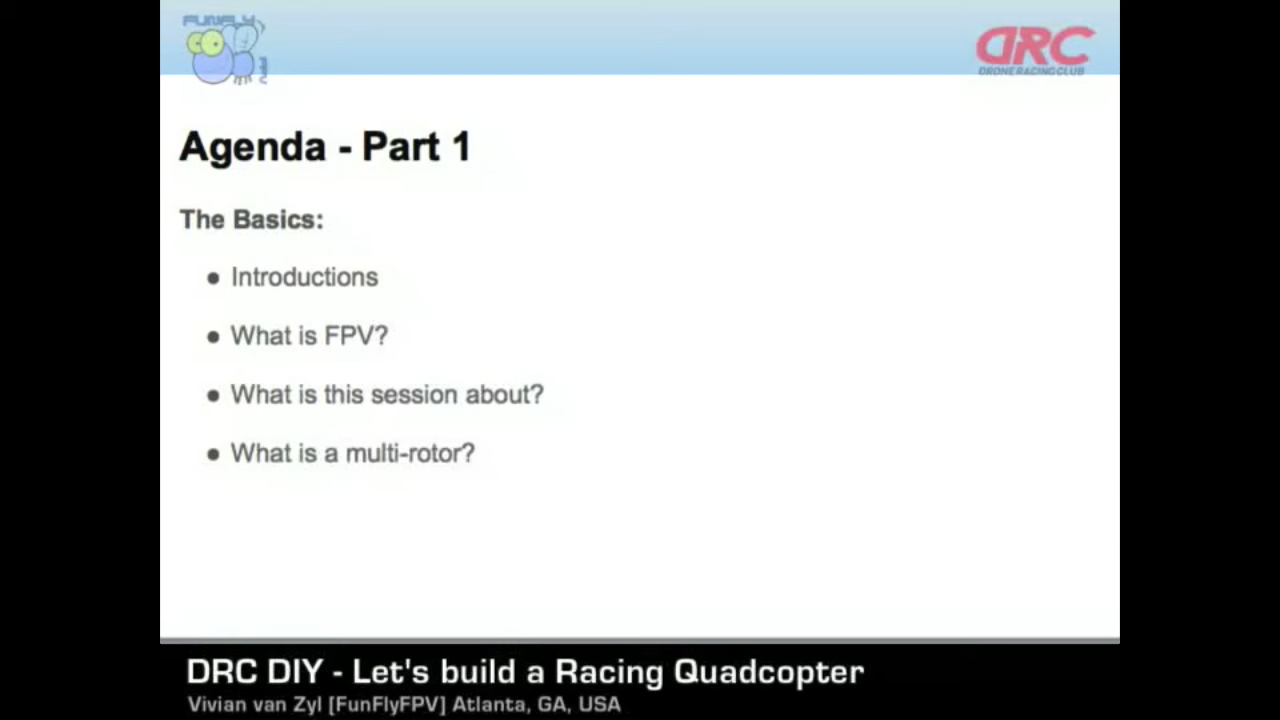 FUNFLY
DRC
DRONE RACING CLUB
Agenda - Part 1
The Basics:
● Introductions
● What is FPV?
● What is this session about?
● What is a multi-rotor?
DRC DIY - Let's build a Racing Quadcopter
Vivian van Zyl [FunFlyFPV] Atlanta, GA, USA